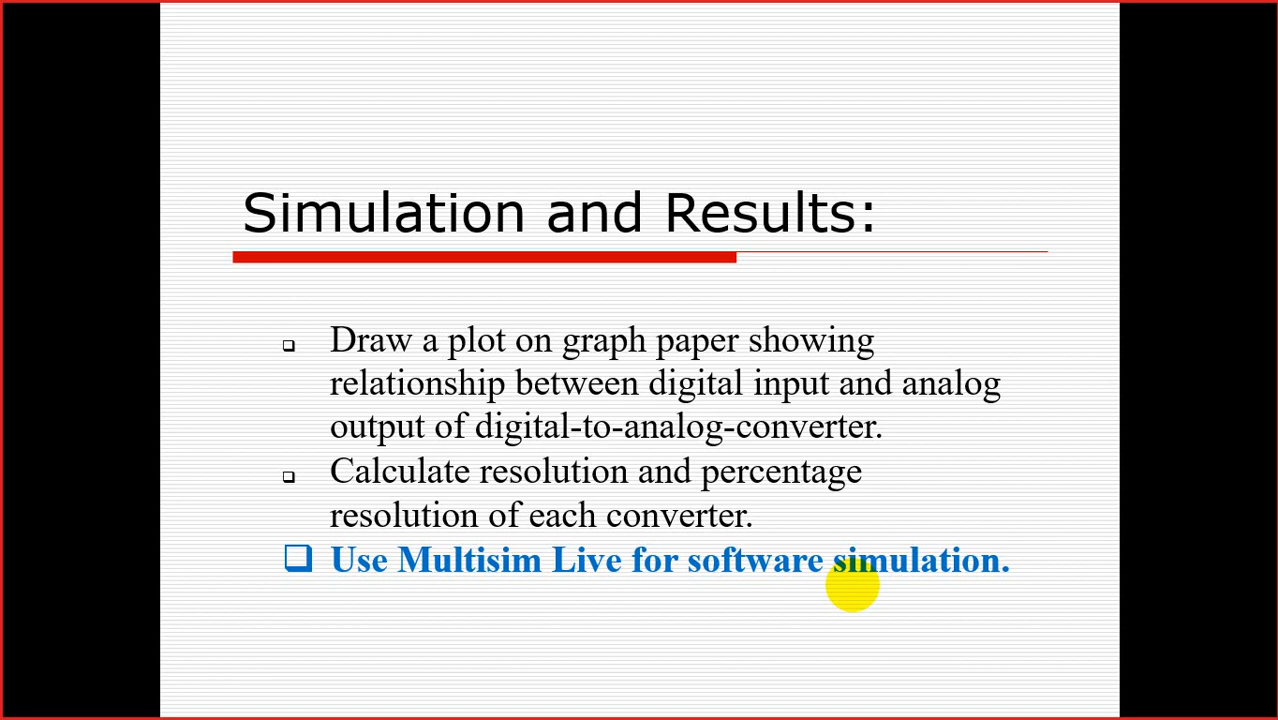 Simulation and Results:
Draw a plot on graph paper showing
relationship between digital input and analog
output of digital-to-analog-converter.
Calculate resolution and percentage
resolution of each converter.
Use Multisim Live for software simulation.